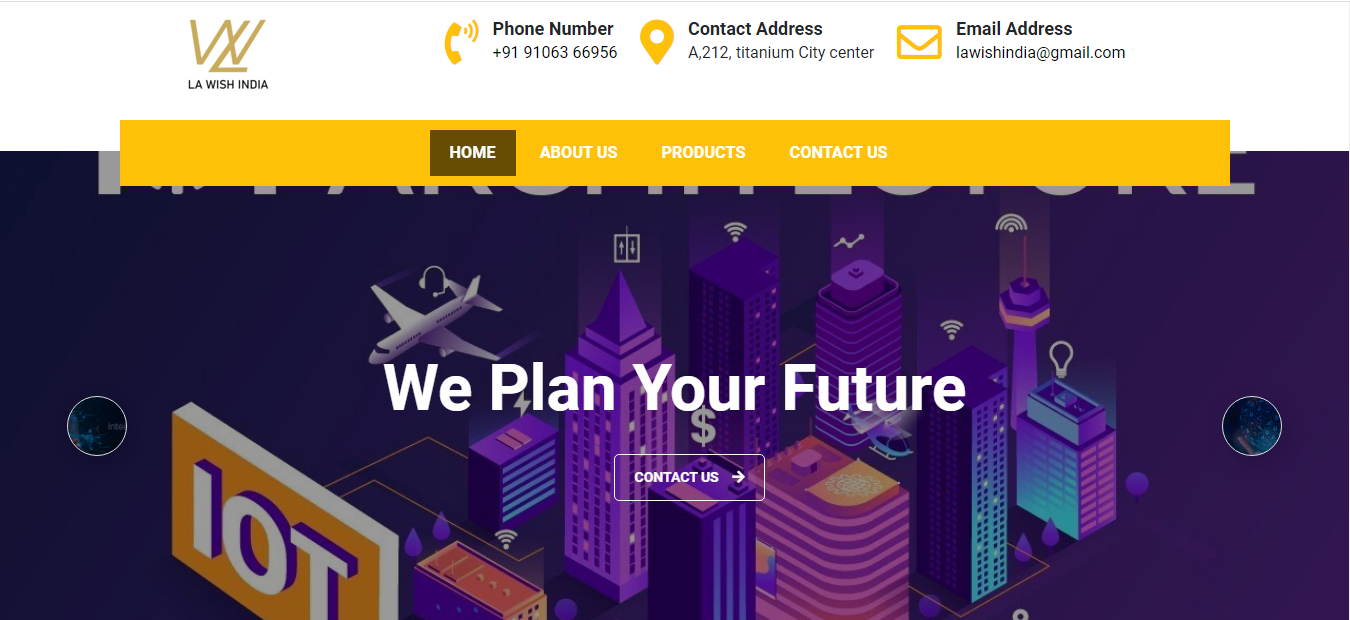 LA WISH INDIA
Phone Number
+91 91063 66956
Contact Address
A,212, titanium City center
Email Address
lawishindia@gmail.com
HOME
ABOUT US
PRODUCTS
CONTACT US
We Plan Your Future
$
CONTACT US
IOT